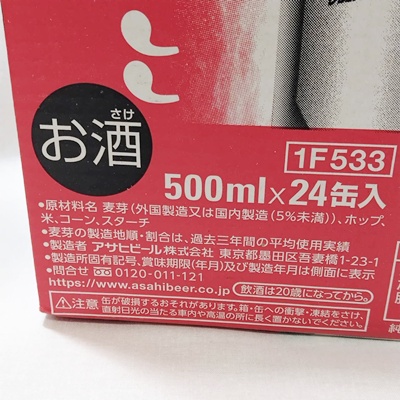 さけ
お酒
1F533
500ml×24缶入
•原材料名 麦芽(外国製造又は国内製造(5%未満))、ホップ、
米、コーン、スターチ
•麦芽の製造地順・割合は、過去三年間の平均使用実績
•製造者 アサヒビール株式会社 東京都墨田区吾妻橋1-23-1
•製造所固有記号、賞味期限(年月)及び製造年月は側面に表示
•問合せ 0120-011-121
https://www.asahibeer.co.jp 飲酒は20歳になってから。
⚠注意 缶が破損するおそれがあります。箱・缶への衝撃・凍結をさけ、
直射日光の当たる車内や高温の所に長く置かないでください。